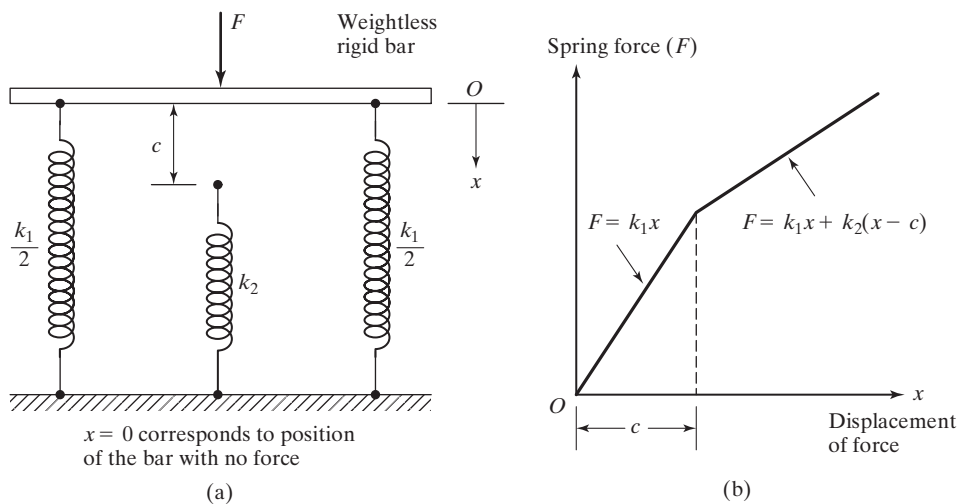 F
Weightless
rigid bar
O
c
x
k₁
2
k₂
k₁
2
x = 0 corresponds to position
of the bar with no force
(a)
Spring force (F)
F = k₁x
F = k₁x + k₂(x − c)
O
x
c
Displacement
of force
(b)